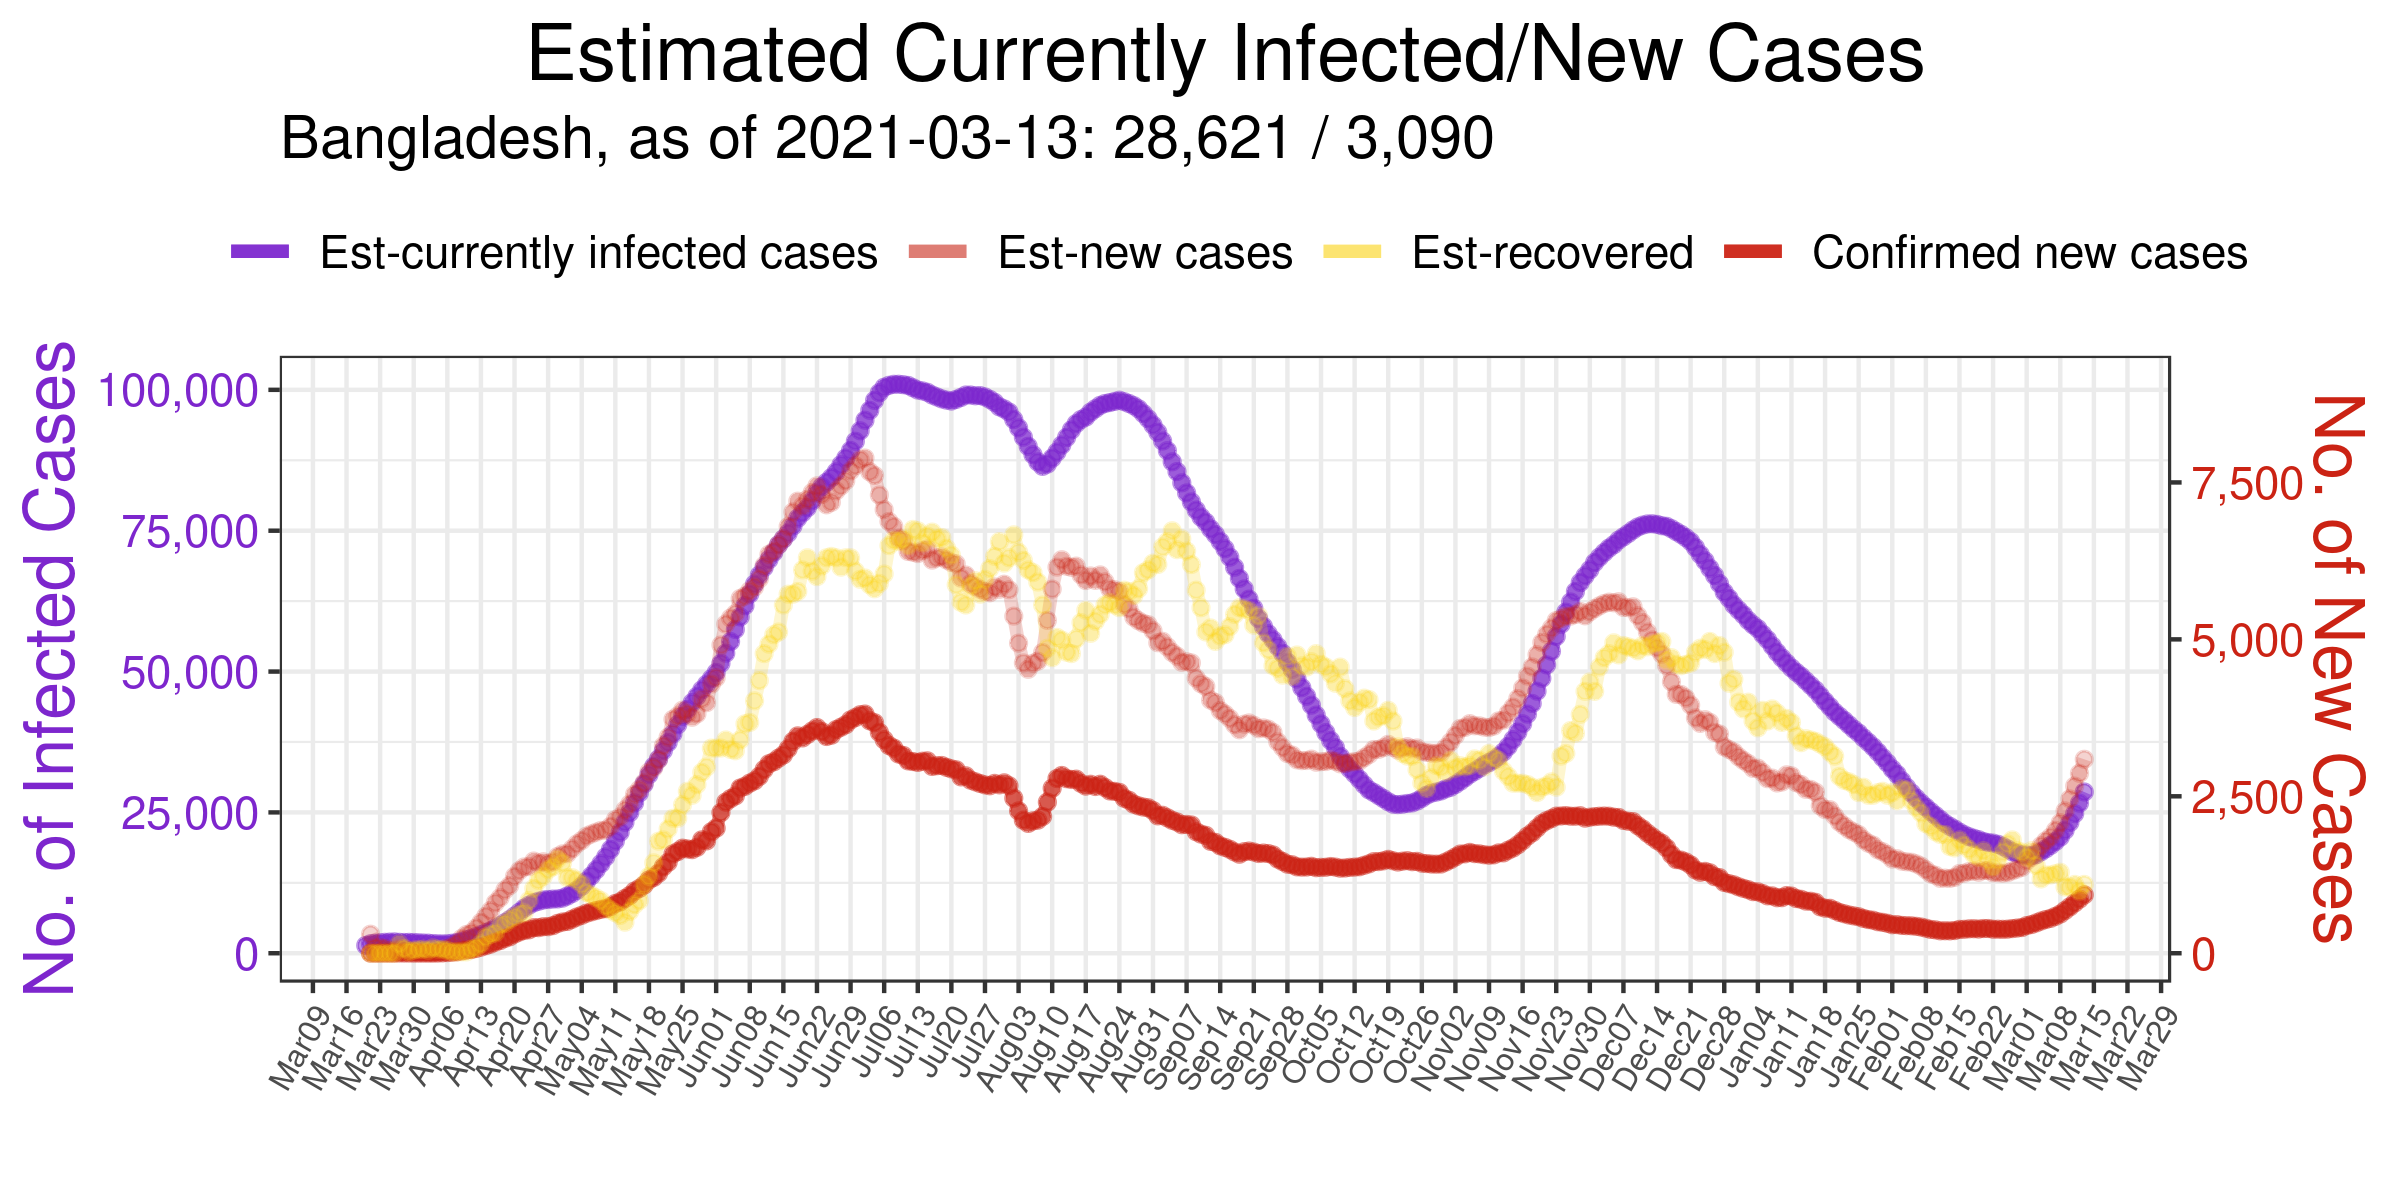 Estimated Currently Infected/New Cases
Bangladesh, as of 2021-03-13: 28,621 / 3,090
Est-currently infected cases Est-new cases Est-recovered Confirmed new cases
No. of Infected Cases
100,000
75,000
50,000
25,000
0
7,500
5,000
2,500
0
No. of New Cases
Mar09 Mar16 Mar23 Mar30 Apr06 Apr13 Apr20 Apr27 May04 May11 May18 May25 Jun01 Jun08 Jun15 Jun22 Jun29 Jul06 Jul13 Jul20 Jul27 Aug03 Aug10 Aug17 Aug24 Aug31 Sep07 Sep14 Sep21 Sep28 Oct05 Oct12 Oct19 Oct26 Nov02 Nov09 Nov16 Nov23 Nov30 Dec07 Dec14 Dec21 Dec28 Jan04 Jan11 Jan18 Jan25 Feb01 Feb08 Feb15 Feb22 Mar01 Mar08 Mar15 Mar22 Mar29